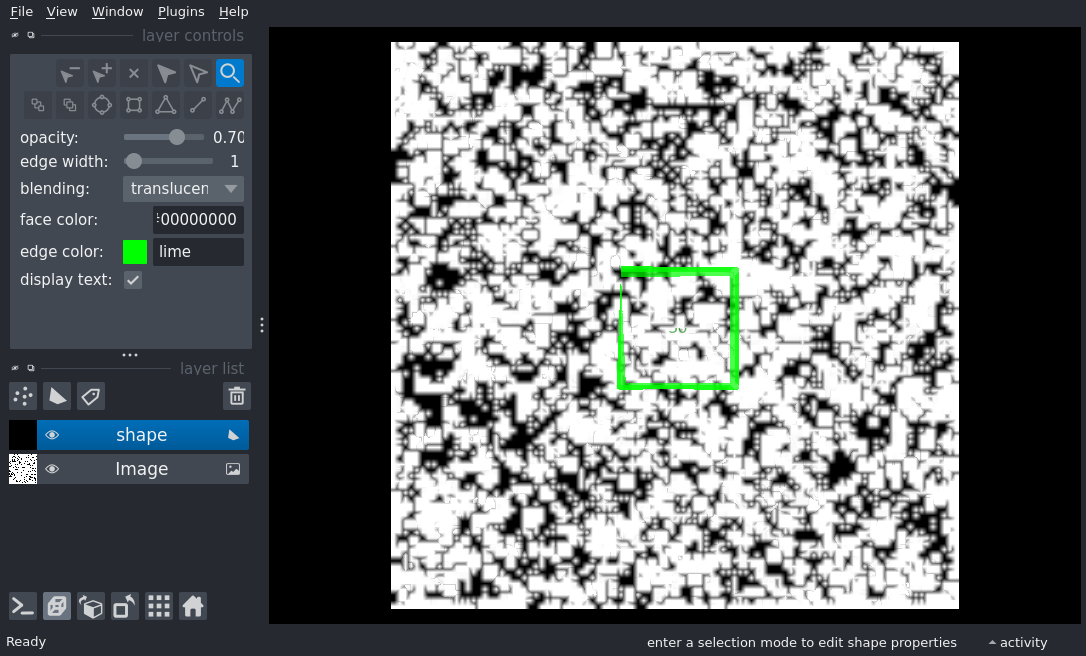 File View Window Plugins Help
layer controls
opacity: 0.70
edge width: 1
blending: translucen
face color: 00000000
edge color: lime
display text:
layer list
shape
Image
Ready
enter a selection mode to edit shape properties
activity